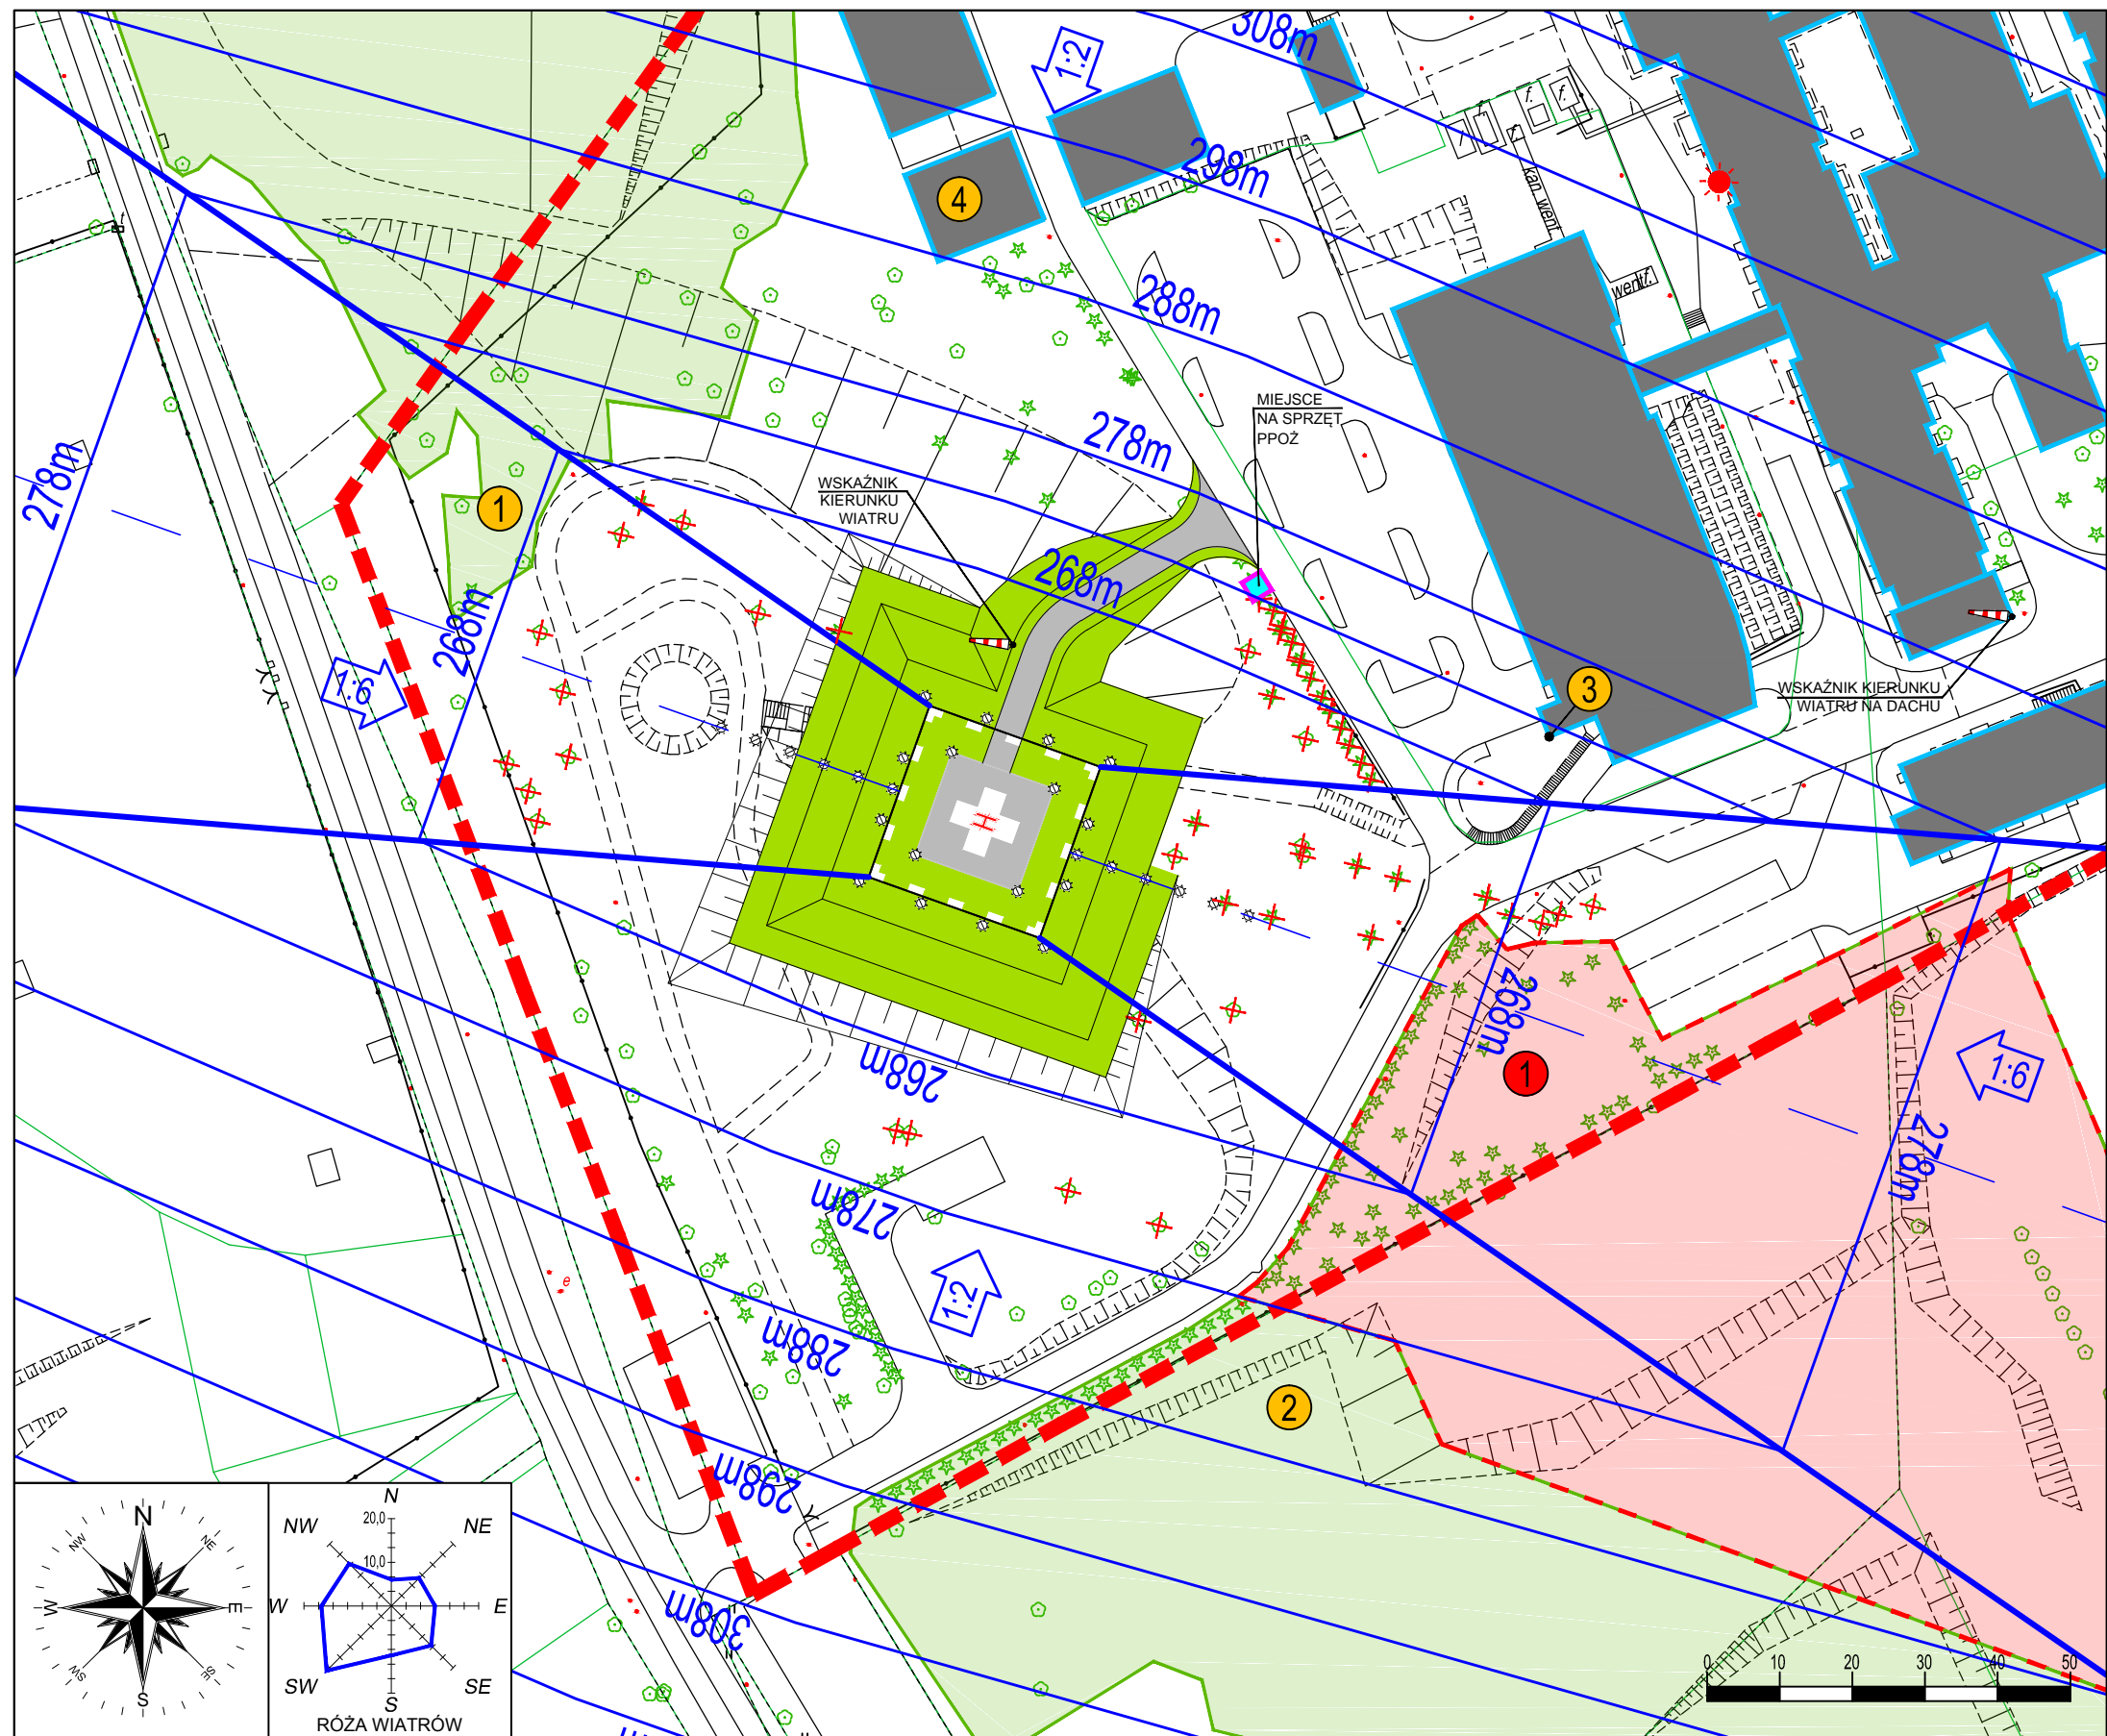 308m
1:2
298m
f.
f.
f.
kan. went.
4
288m
went.
f.
t
278m
MIEJSCE
NA SPRZĘT
PPOŻ
278m
WSKAŹNIK
KIERUNKU
WIATRU
1
268m
268m
1:6
3
WSKAŹNIK KIERUNKU
WIATRU NA DACHU
H
268m
268m
1
1:6
278m
278m
1:2
e
288m
2
298m
308m
N
NW
NE
W
E
SW
SE
S
N
20,0
10,0
NW
NE
W
E
SW
SE
S
RÓŻA WIATRÓW
0 10 20 30 40 50